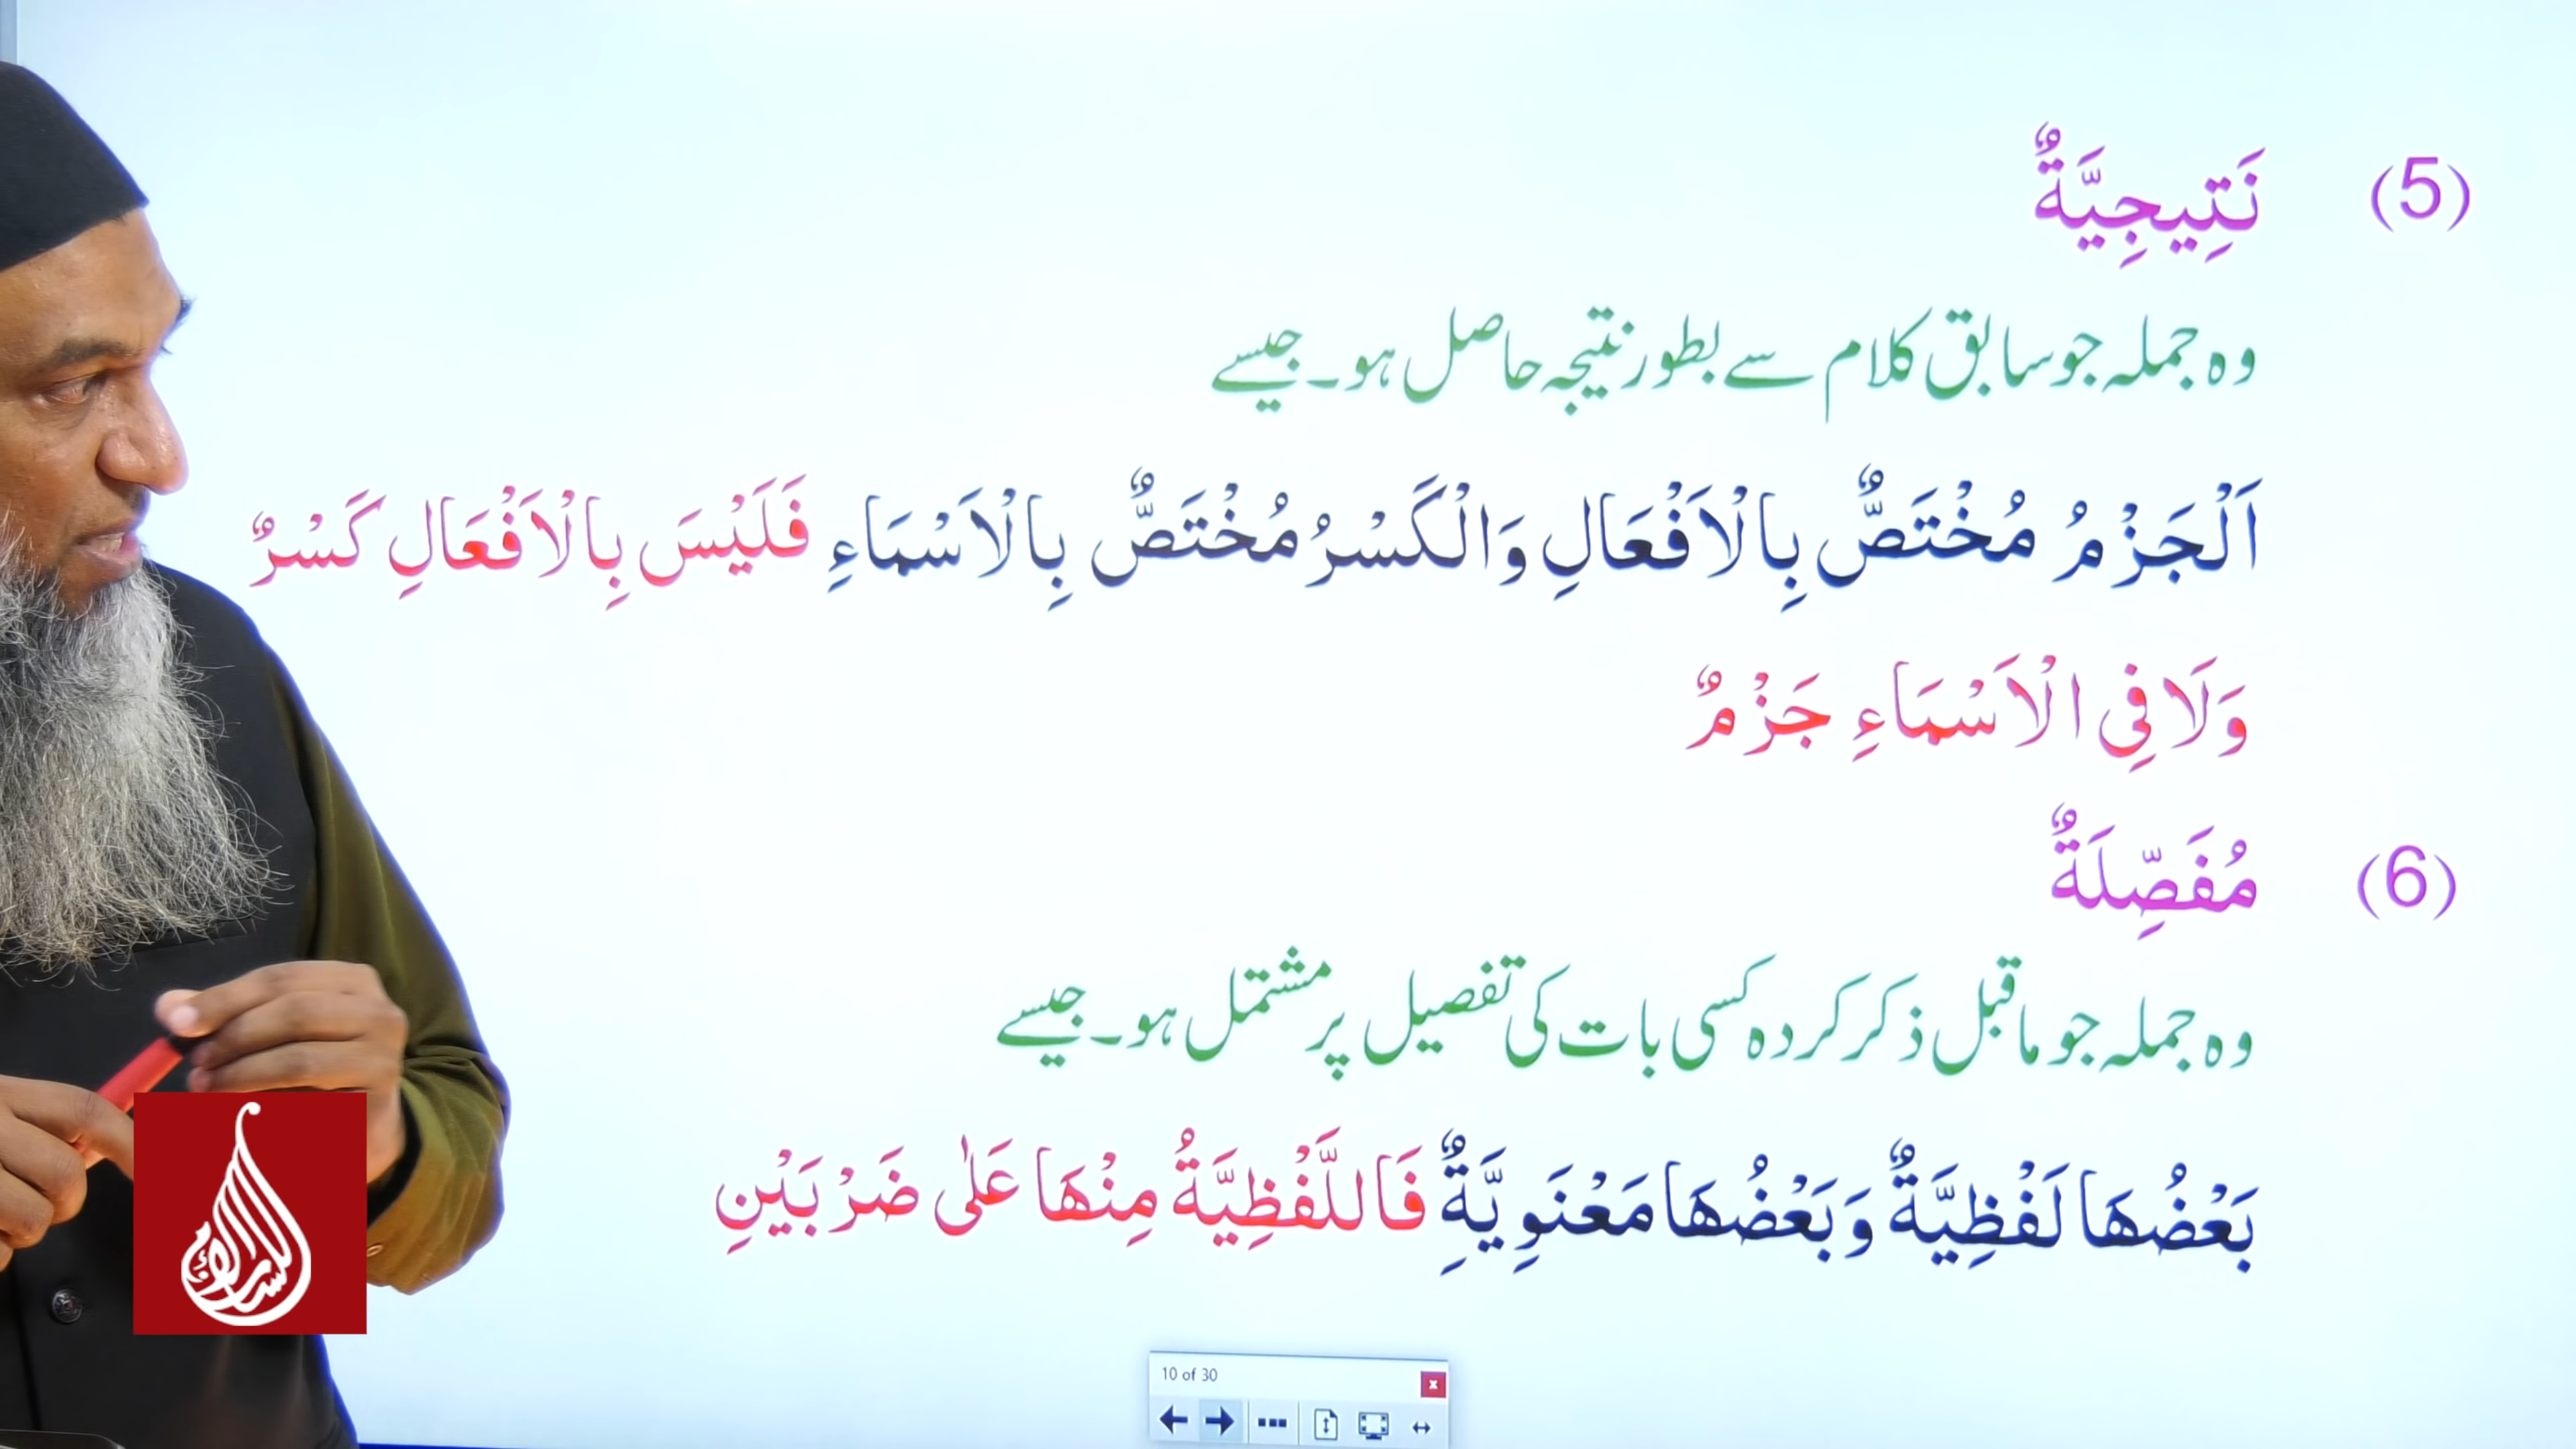 (5) نَتِيجِيَّةٌ
وہ جملہ جو سابق کلام سے بطور نتیجہ حاصل ہو۔ جیسے
اَلْجَزْمُ مُخْتَصٌّ بِالْاَفْعَالِ وَالْكَسْرُ مُخْتَصٌّ بِالْاَسْمَاءِ فَلَيْسَ بِالْاَفْعَالِ كَسْرٌ
وَلَا فِی الْاَسْمَاءِ جَزْمٌ
(6) مُفَصِّلَةٌ
وہ جملہ جو ماقبل ذکر کردہ کسی بات کی تفصیل پر مشتمل ہو۔ جیسے
بَعْضُهَا لَفْظِيَّةٌ وَبَعْضُهَا مَعْنَوِيَّةٌِ فَاللَّفْظِيَّةُ مِنْهَا عَلٰی ضَرْبَيْنِ
10 of 30